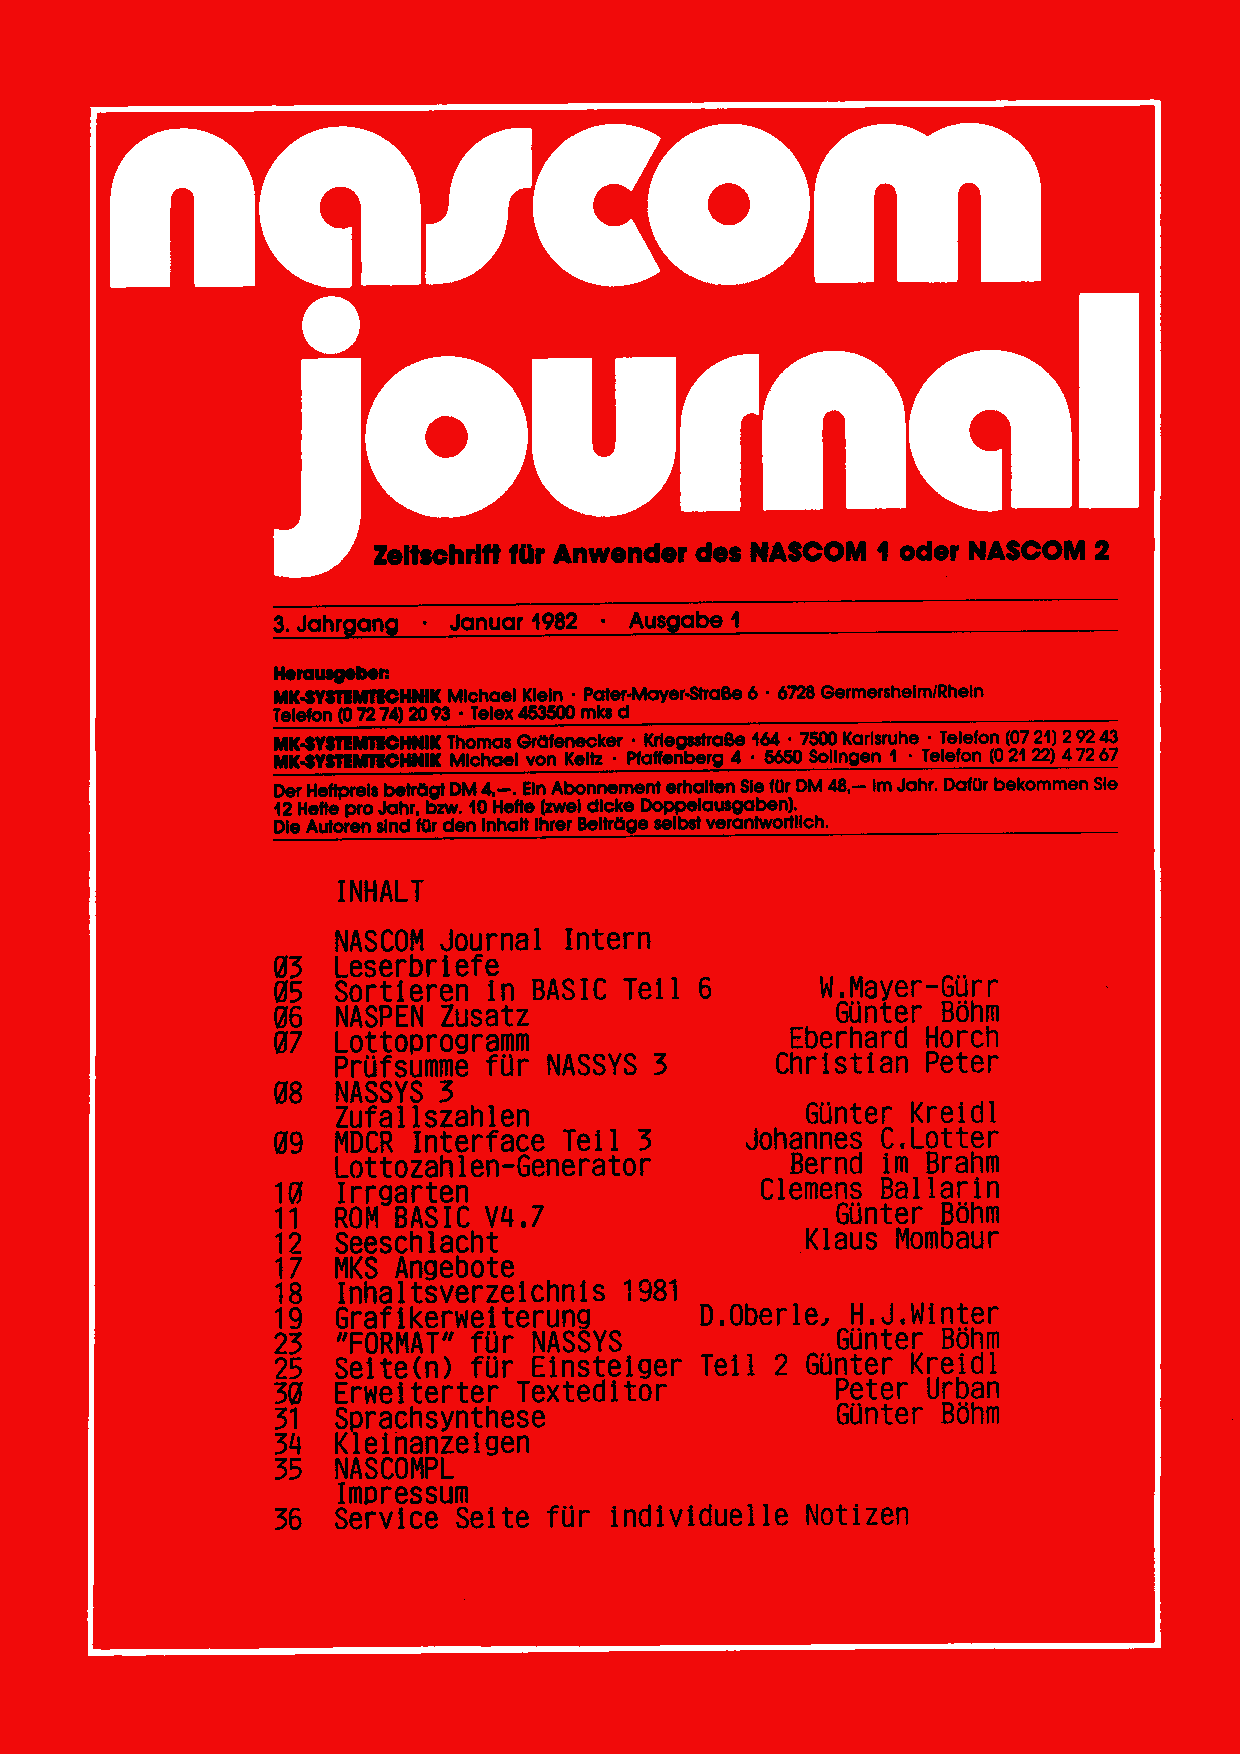 nascom
journal
Zeitschrift für Anwender des NASCOM 1 oder NASCOM 2
3. Jahrgang · Januar 1982 · Ausgabe 1
Herausgeber:
MK-SYSTEMTECHNIK Michael Klein · Pater-Mayer-Straße 6 · 6728 Germersheim/Rhein
Telefon (0 72 74) 20 93 · Telex 453500 mks d
MK-SYSTEMTECHNIK Thomas Gräfenecker · Kriegsstraße 164 · 7500 Karlsruhe · Telefon (07 21) 2 92 43
MK-SYSTEMTECHNIK Michael von Keitz · Pfaffenberg 4 · 5650 Solingen 1 · Telefon (0 21 22) 4 72 67
Der Heftpreis beträgt DM 4,—. Ein Abonnement erhalten Sie für DM 48,— im Jahr. Dafür bekommen Sie
12 Hefte pro Jahr, bzw. 10 Hefte (zwei dicke Doppelausgaben).
Die Autoren sind für den Inhalt ihrer Beiträge selbst verantwortlich.
INHALT
NASCOM Journal Intern
03 Leserbriefe
05 Sortieren in BASIC Teil 6 W.Mayer-Gürr
06 NASPEN Zusatz Günter Böhm
07 Lottoprogramm Eberhard Horch
Prüfsumme für NASSYS 3 Christian Peter
08 NASSYS 3
Zufallszahlen Günter Kreidl
09 MDCR Interface Teil 3 Johannes C.Lotter
Lottozahlen-Generator Bernd im Brahm
10 Irrgarten Clemens Ballarin
11 ROM BASIC V4.7 Günter Böhm
12 Seeschlacht Klaus Mombaur
17 MKS Angebote
18 Inhaltsverzeichnis 1981
19 Grafikerweiterung D.Oberle, H.J.Winter
23 "FORMAT" für NASSYS Günter Böhm
25 Seite(n) für Einsteiger Teil 2 Günter Kreidl
30 Erweiterter Texteditor Peter Urban
31 Sprachsynthese Günter Böhm
34 Kleinanzeigen
35 NASCOMPL
Impressum
36 Service Seite für individuelle Notizen